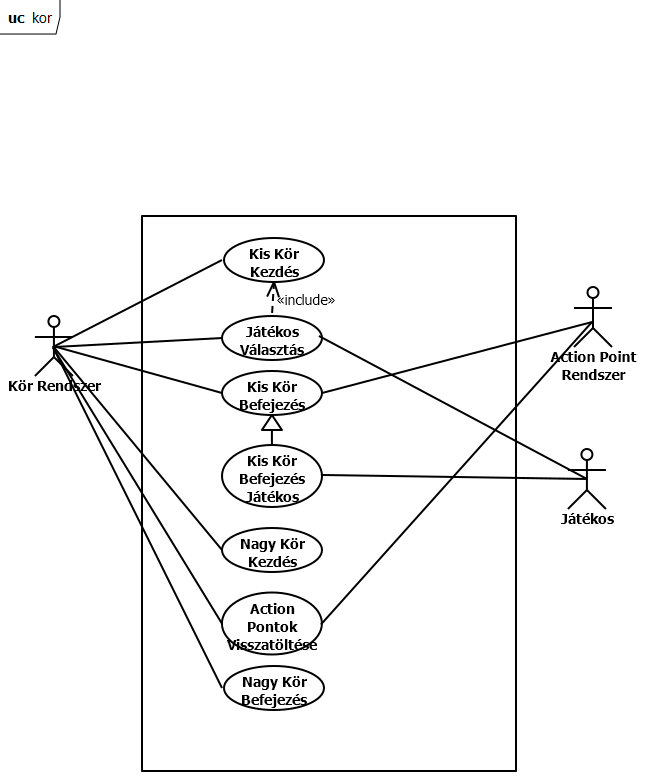 uc kor
Kis Kör
Kezdés
«include»
Játékos
Választás
Kis Kör
Befejezés
Kis Kör
Befejezés
Játékos
Nagy Kör
Kezdés
Action
Pontok
Visszatöltése
Nagy Kör
Befejezés
Kör Rendszer
Action Point
Rendszer
Játékos